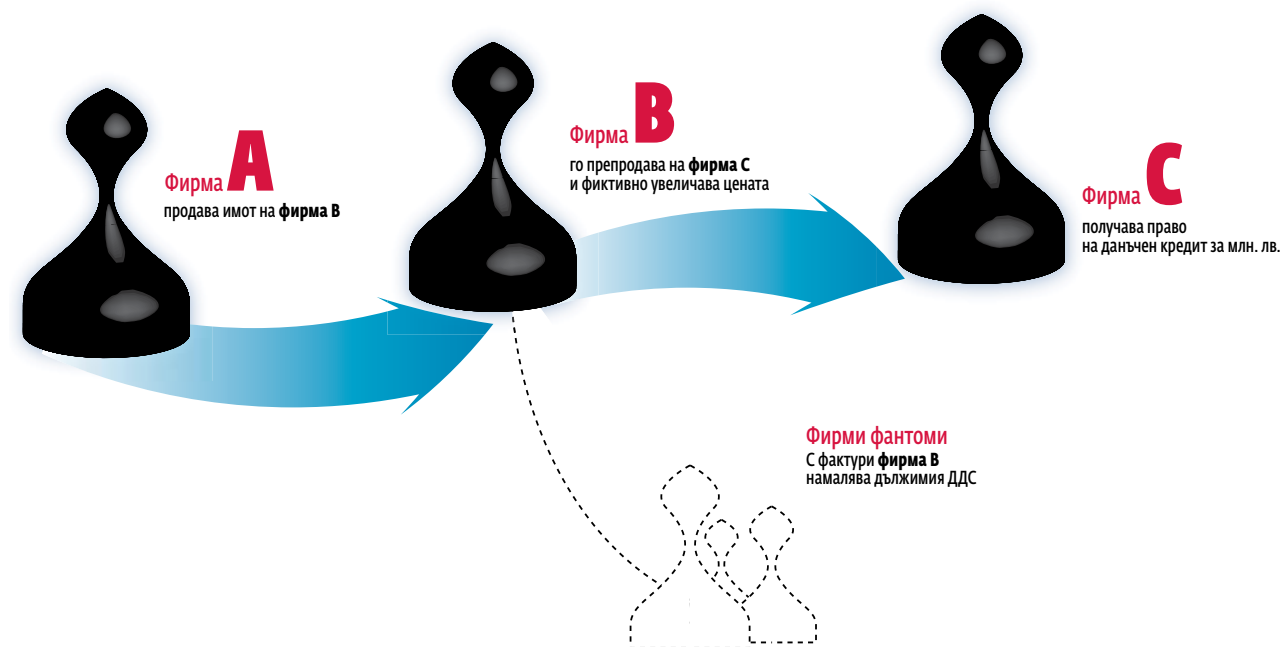 Фирма A
продава имот на фирма B
Фирма B
го препродава на фирма C
и фиктивно увеличава цената
Фирма C
получава право
на данъчен кредит за млн. лв.
Фирми фантоми
С фактури фирма B
намалява дължимия ДДС